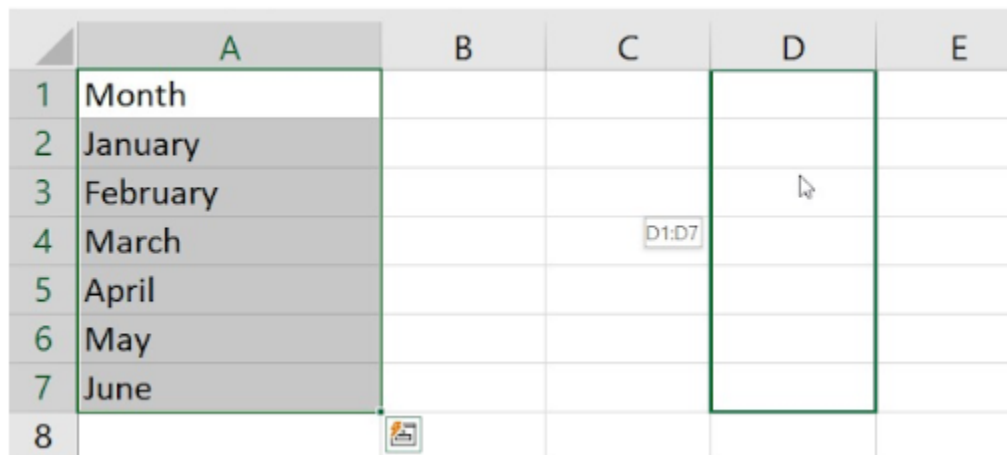 A B C D E
1 Month
2 January
3 February
4 March D1:D7
5 April
6 May
7 June
8